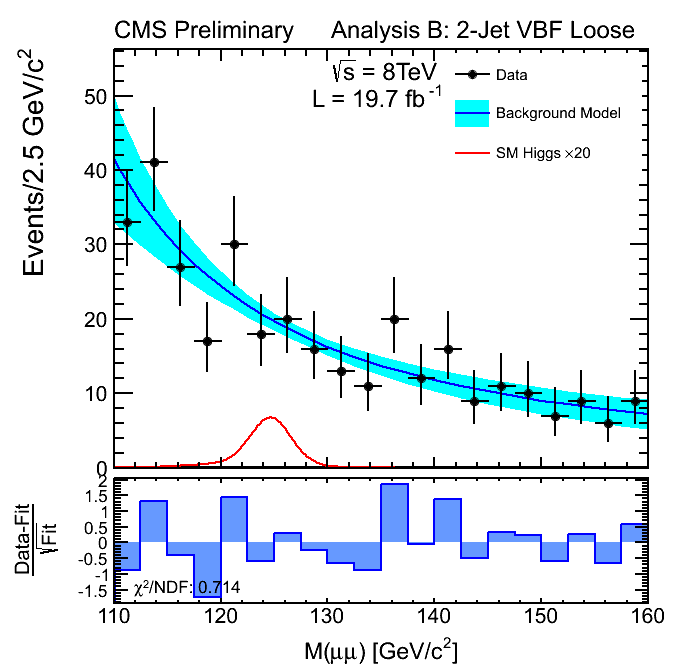 CMS Preliminary Analysis B: 2-Jet VBF Loose
Events/2.5 GeV/c²
√s = 8TeV
L = 19.7 fb⁻¹
Data
Background Model
SM Higgs ×20
50
40
30
20
10
0
Data-Fit
√Fit
2
1.5
1
0.5
0
-0.5
-1
-1.5
χ²/NDF: 0.714
110 120 130 140 150 160
M(μμ) [GeV/c²]